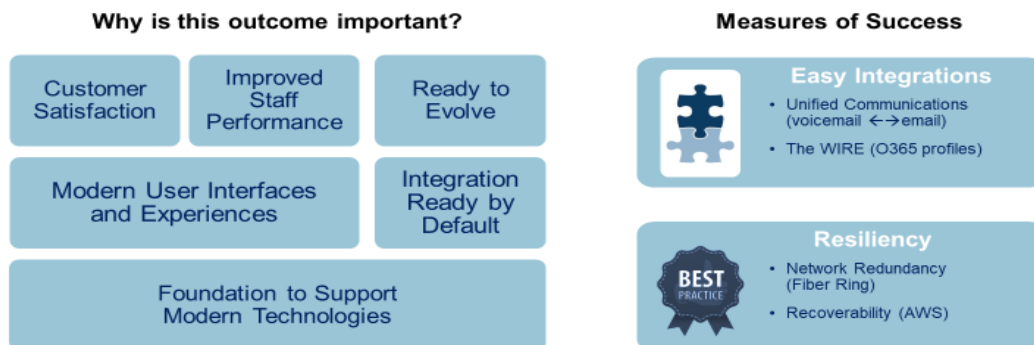 Why is this outcome important?
Customer
Satisfaction
Improved
Staff
Performance
Ready to
Evolve
Modern User Interfaces
and Experiences
Integration
Ready by
Default
Foundation to Support
Modern Technologies
Measures of Success
Easy Integrations
• Unified Communications
(voicemail ←→email)
• The WIRE (O365 profiles)
Resiliency
BEST
PRACTICE
• Network Redundancy
(Fiber Ring)
• Recoverability (AWS)